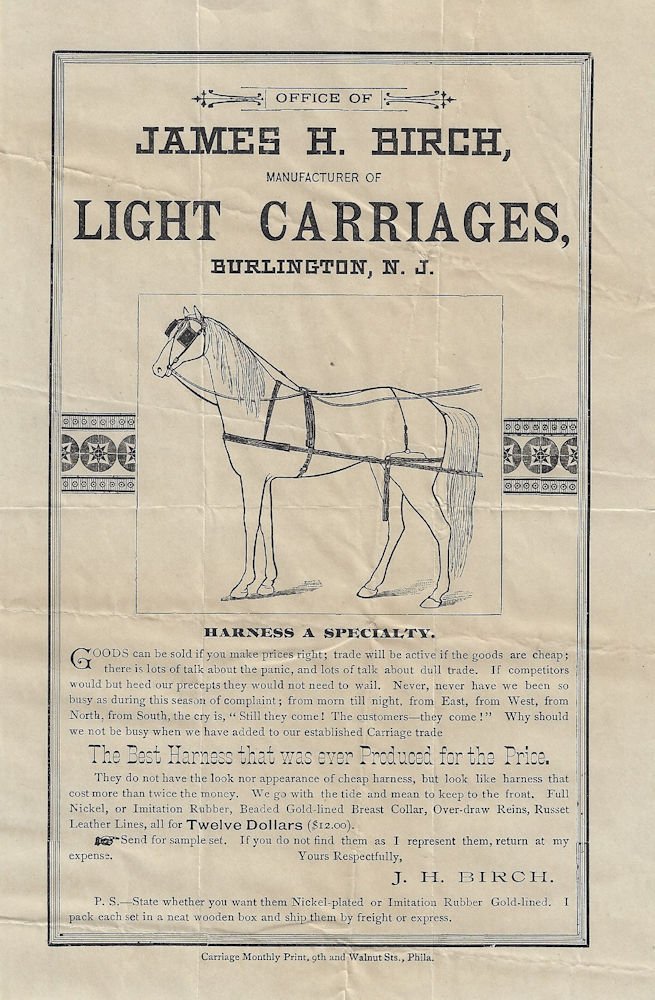 OFFICE OF
JAMES H. BIRCH,
MANUFACTURER OF
LIGHT CARRIAGES,
BURLINGTON, N. J.
HARNESS A SPECIALTY.
GOODS can be sold if you make prices right; trade will be active if the goods are cheap;
there is lots of talk about the panic, and lots of talk about dull trade. If competitors
would but heed our precepts they would not need to wail. Never, never have we been so
busy as during this season of complaint; from morn till night, from East, from West, from
North, from South, the cry is, "Still they come! The customers—they come!" Why should
we not be busy when we have added to our established Carriage trade
The Best Harness that was ever Produced for the Price.
They do not have the look nor appearance of cheap harness, but look like harness that
cost more than twice the money. We go with the tide and mean to keep to the front. Full
Nickel, or Imitation Rubber, Beaded Gold-lined Breast Collar, Over-draw Reins, Russet
Leather Lines, all for Twelve Dollars ($12.00).
☞Send for sample set. If you do not find them as I represent them, return at my
expense. Yours Respectfully,
J. H. BIRCH.
P. S.—State whether you want them Nickel-plated or Imitation Rubber Gold-lined. I
pack each set in a neat wooden box and ship them by freight or express.
Carriage Monthly Print, 9th and Walnut Sts., Phila.